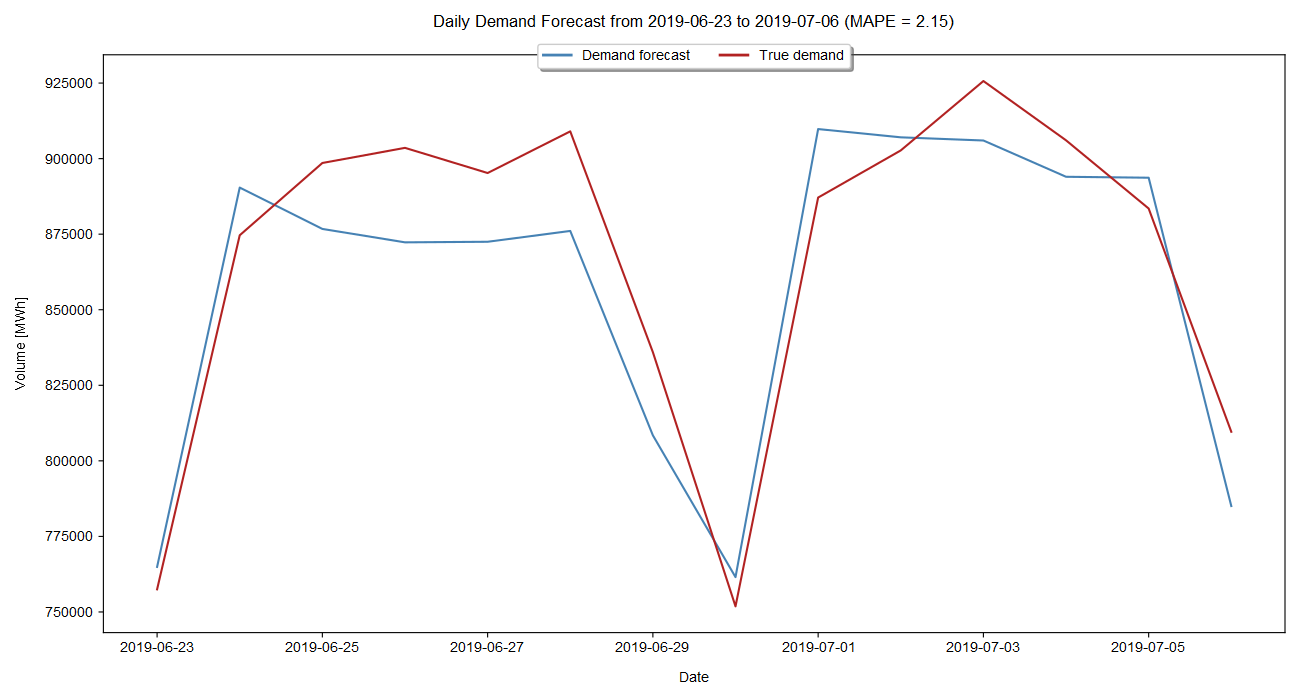 Daily Demand Forecast from 2019-06-23 to 2019-07-06 (MAPE = 2.15)
Demand forecast True demand
925000
900000
875000
850000
825000
800000
775000
750000
Volume [MWh]
2019-06-23 2019-06-25 2019-06-27 2019-06-29 2019-07-01 2019-07-03 2019-07-05
Date